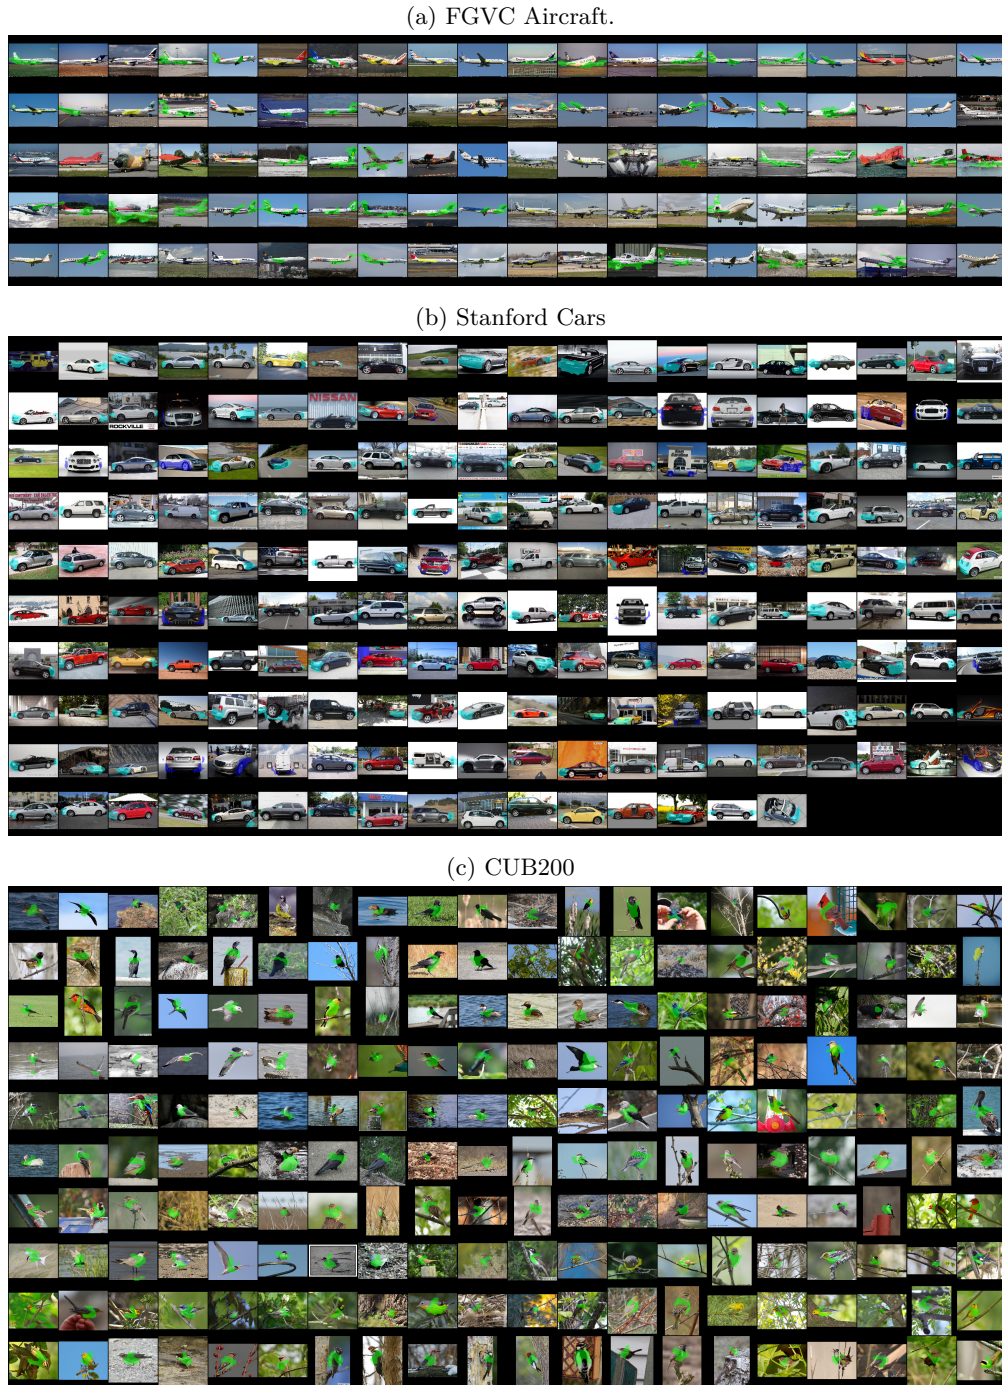 (a) FGVC Aircraft.
(b) Stanford Cars
NISSAN
ROCKVILLE
(c) CUB200